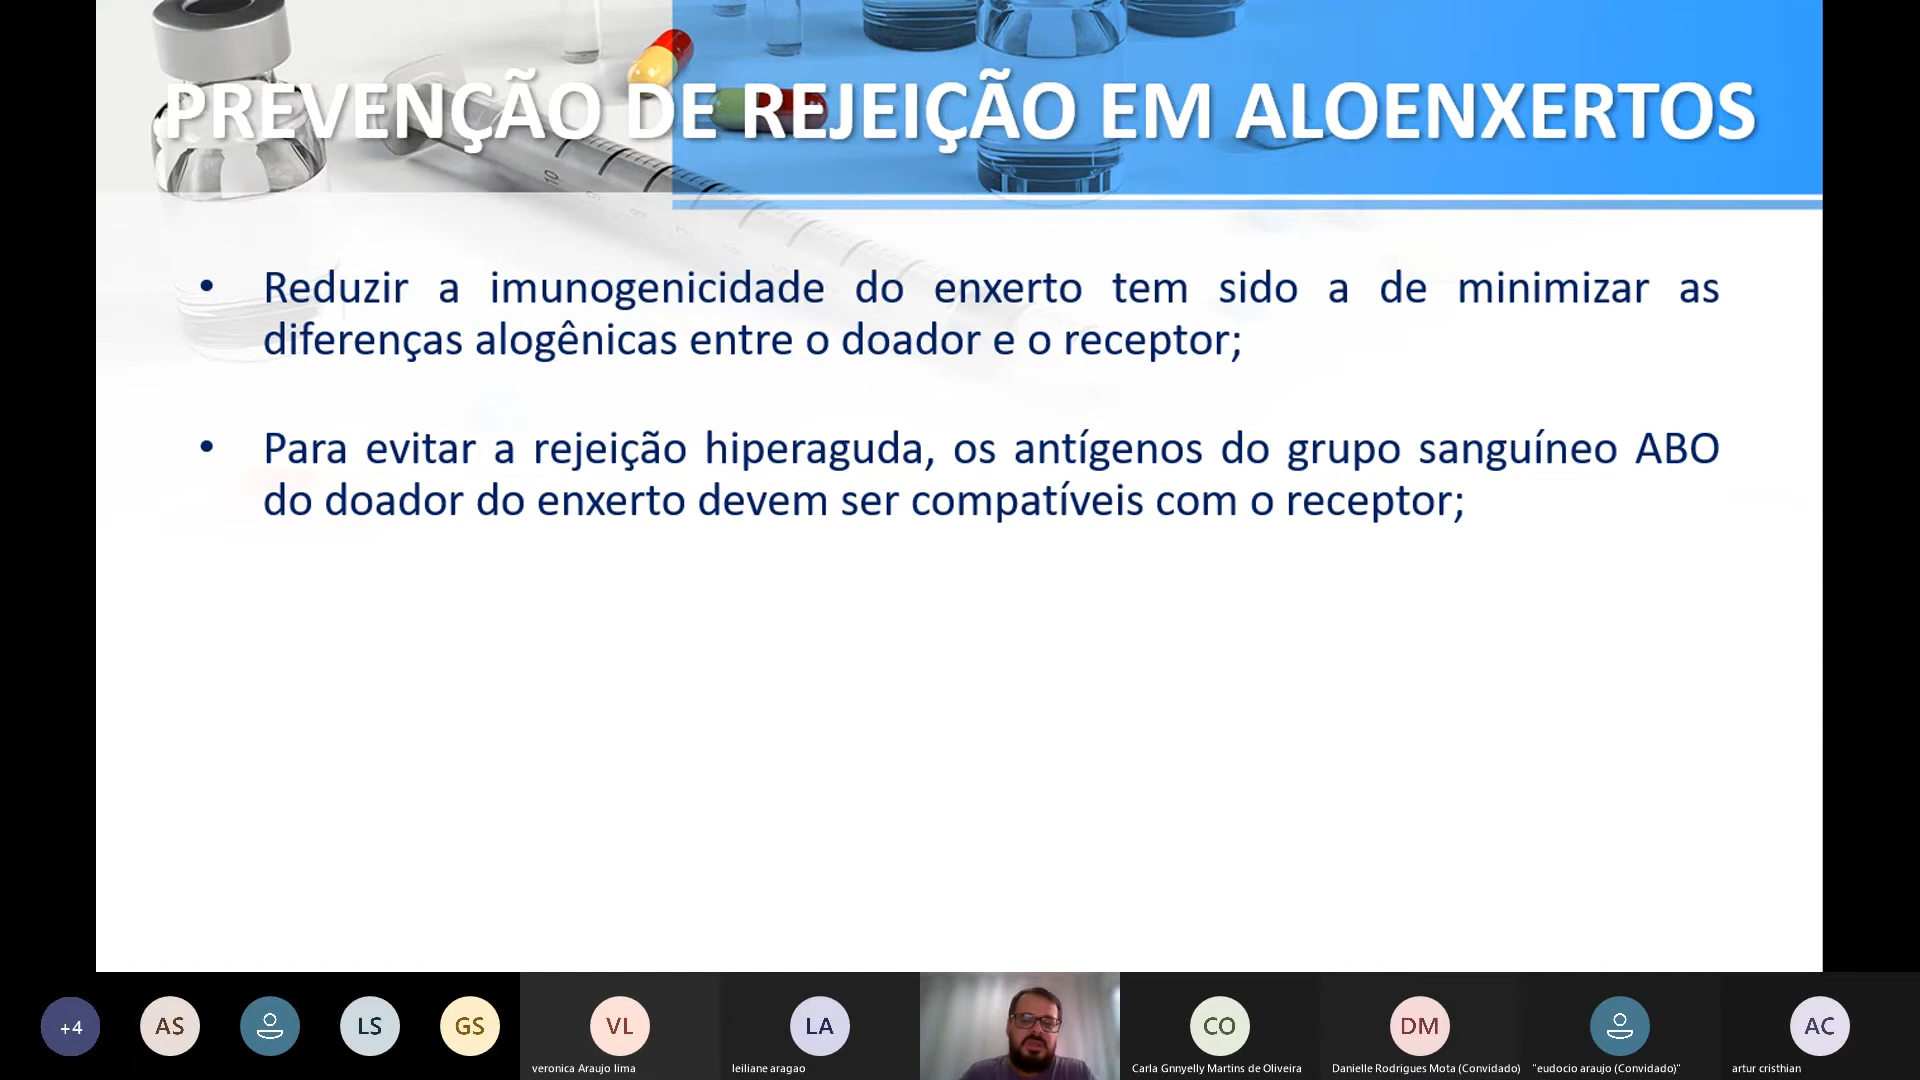 PREVENÇÃO DE REJEIÇÃO EM ALOENXERTOS
• Reduzir a imunogenicidade do enxerto tem sido a de minimizar as
diferenças alogênicas entre o doador e o receptor;
• Para evitar a rejeição hiperaguda, os antígenos do grupo sanguíneo ABO
do doador do enxerto devem ser compatíveis com o receptor;
+4
AS
LS
GS
VL
LA
CO
DM
AC
veronica Araujo lima
leiliane aragao
Carla Gnnyelly Martins de Oliveira
Danielle Rodrigues Mota (Convidado)
"eudocio araujo (Convidado)"
artur cristhian
10